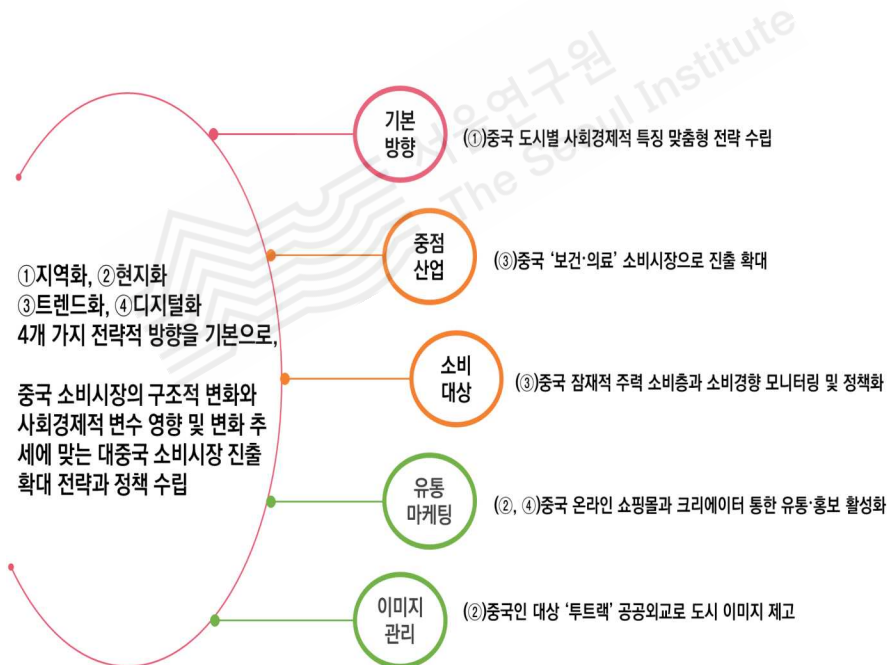 서울연구원
The Seoul Institute
①지역화, ②현지화
③트렌드화, ④디지털화
4개 가지 전략적 방향을 기본으로,
중국 소비시장의 구조적 변화와
사회경제적 변수 영향 및 변화 추
세에 맞는 대중국 소비시장 진출
확대 전략과 정책 수립
기본
방향
(①)중국 도시별 사회경제적 특징 맞춤형 전략 수립
중점
산업
(③)중국 ‘보건·의료’ 소비시장으로 진출 확대
소비
대상
(③)중국 잠재적 주력 소비층과 소비경향 모니터링 및 정책화
유통
마케팅
(②, ④)중국 온라인 쇼핑몰과 크리에이터 통한 유통·홍보 활성화
이미지
관리
(②)중국인 대상 ‘투트랙’ 공공외교로 도시 이미지 제고